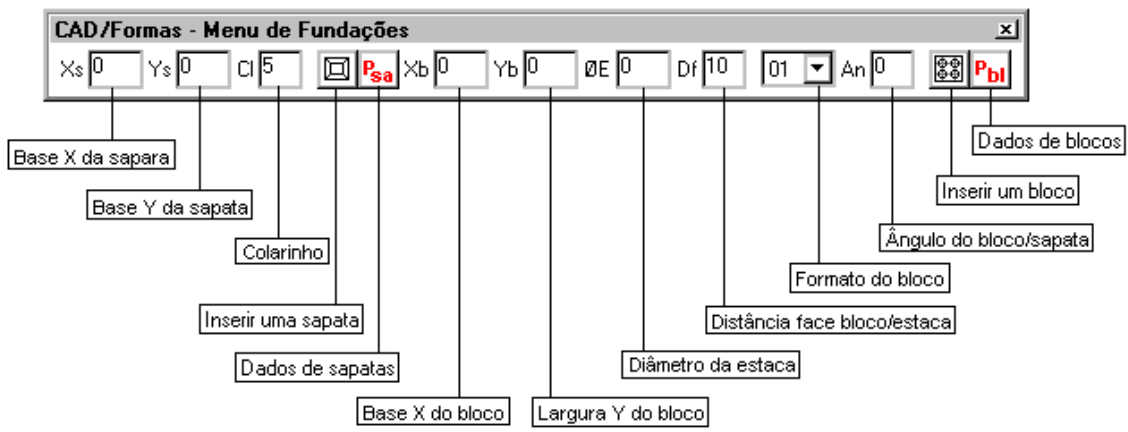 CAD/Formas - Menu de Fundações x
Xs 0 Ys 0 Cl 5 Psa Xb 0 Yb 0 ØE 0 Df 10 01 An 0 Pbl
Dados de blocos
Base X da sapara
Inserir um bloco
Base Y da sapata
Ângulo do bloco/sapata
Colarinho
Formato do bloco
Inserir uma sapata
Distância face bloco/estaca
Dados de sapatas
Diâmetro da estaca
Base X do bloco
Largura Y do bloco